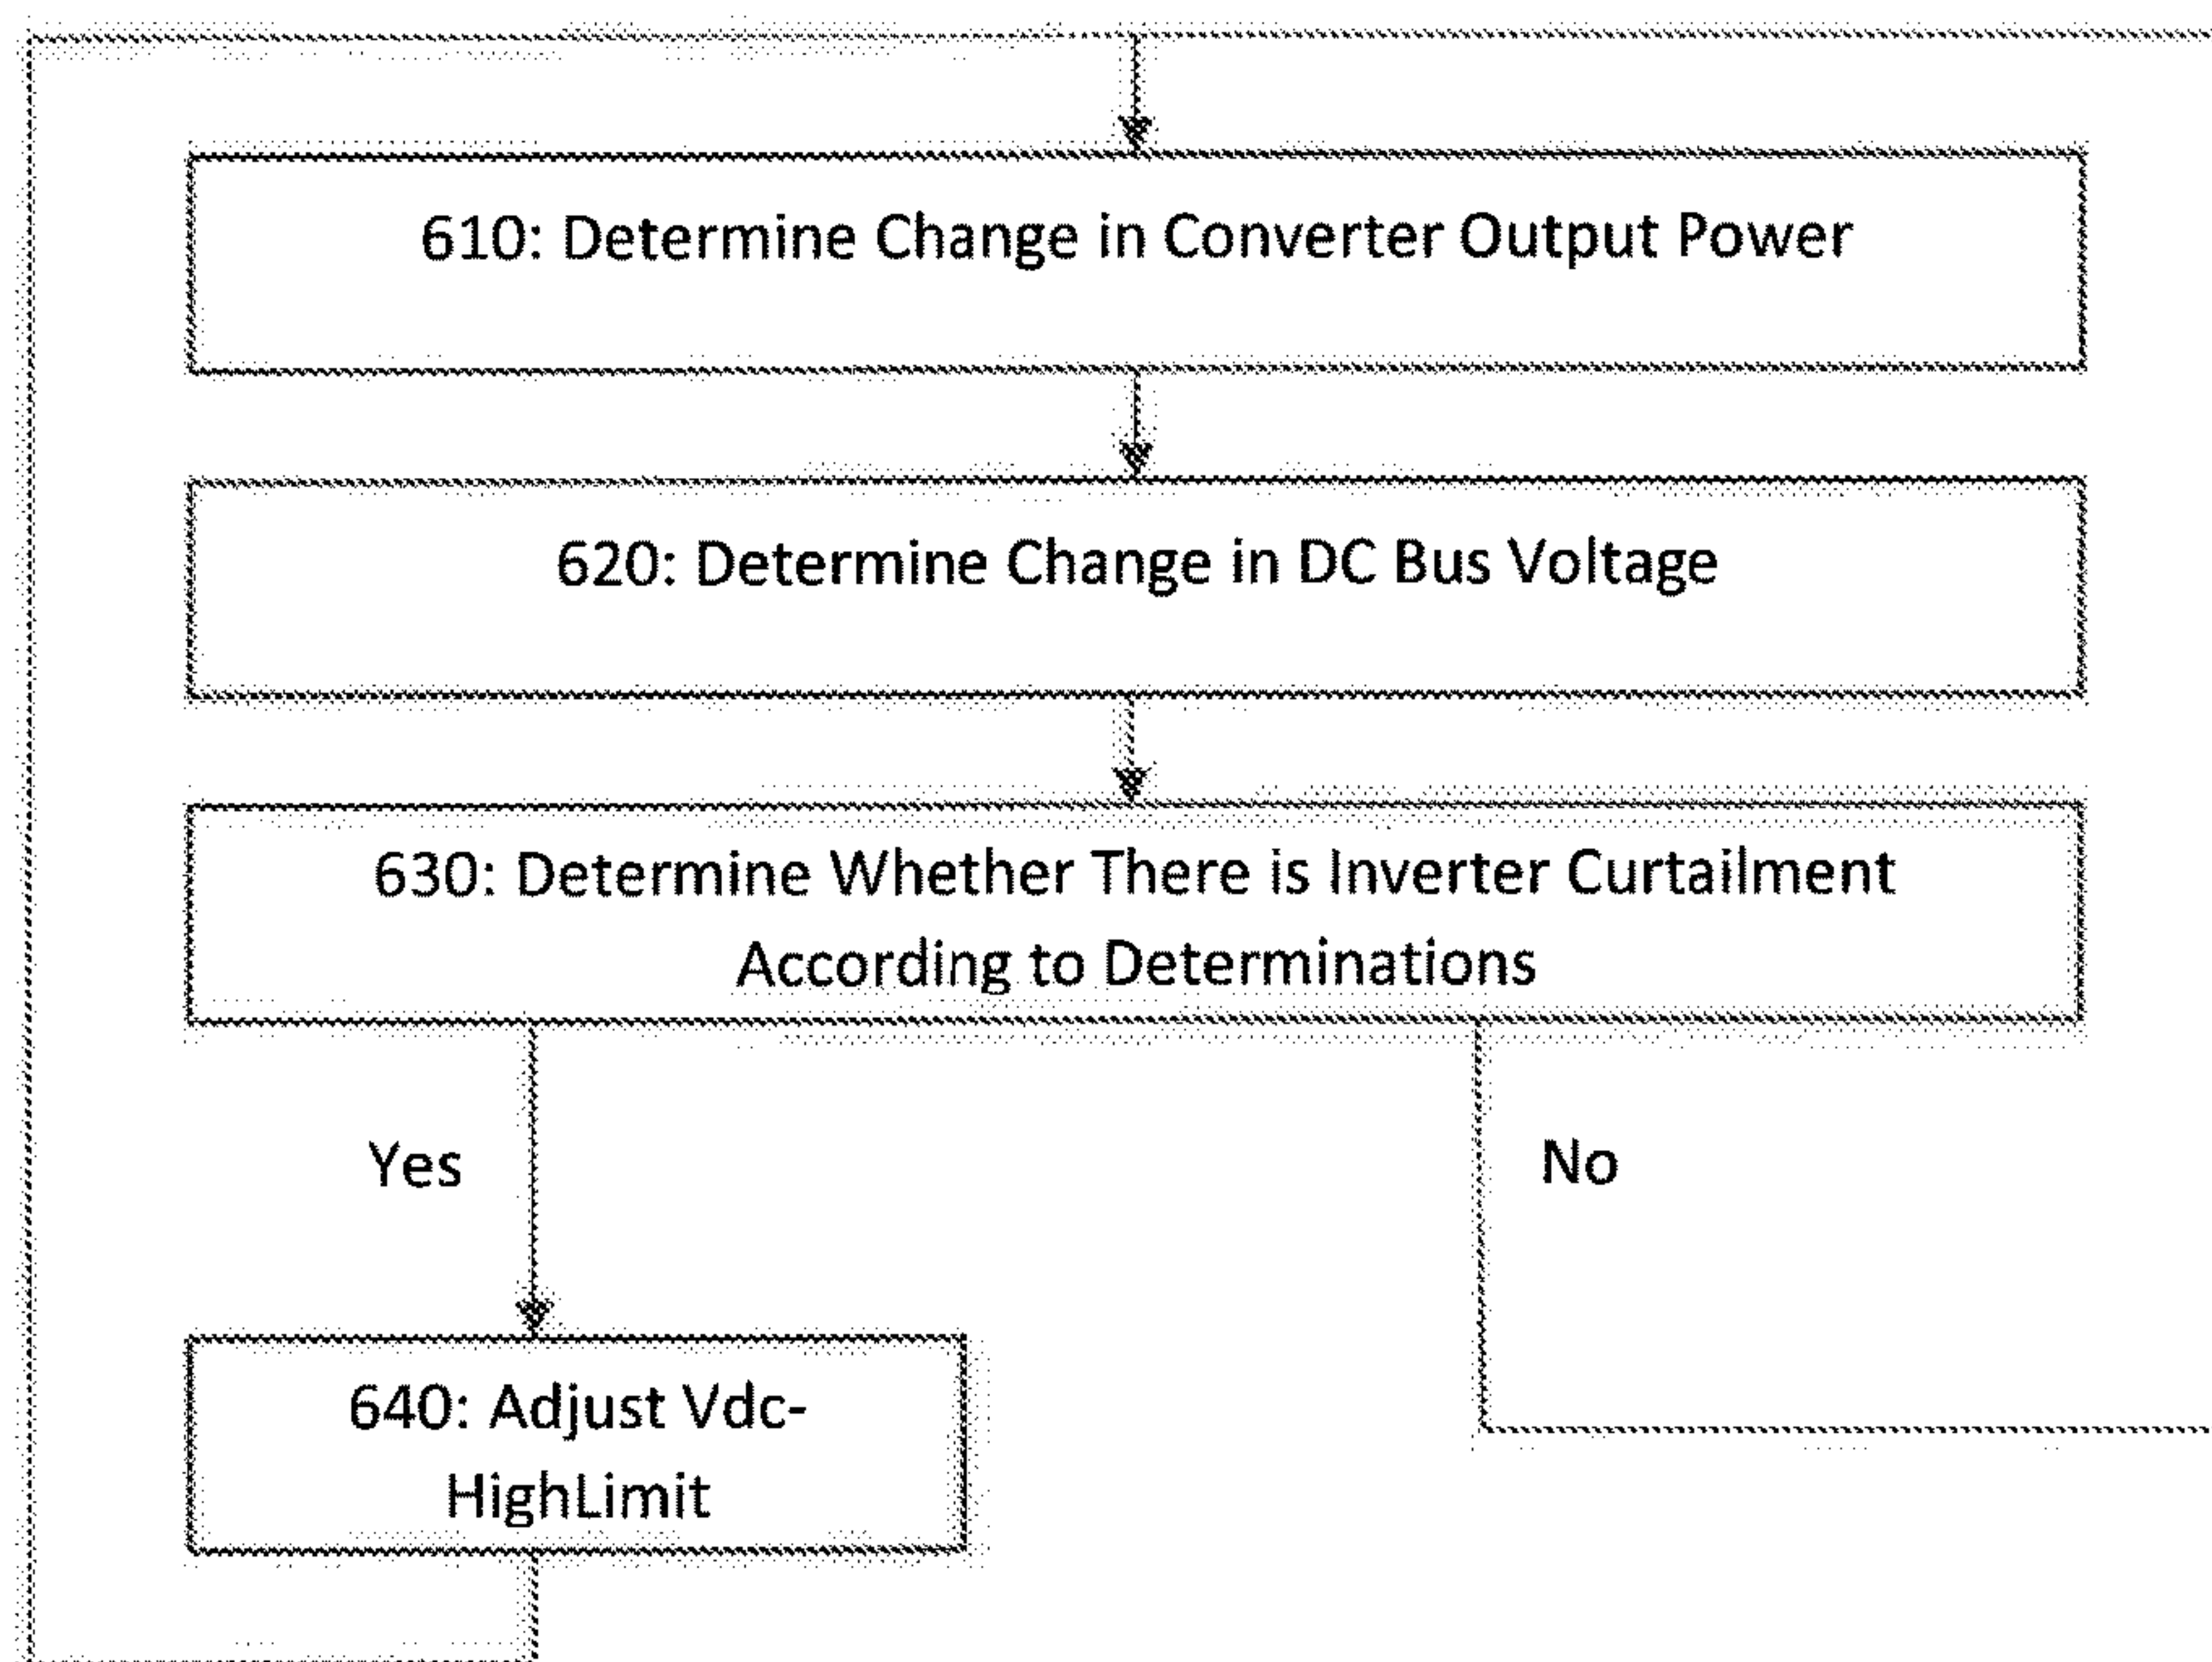 610: Determine Change in Converter Output Power
620: Determine Change in DC Bus Voltage
630: Determine Whether There is Inverter Curtailment
According to Determinations
Yes
No
640: Adjust Vdc-
HighLimit